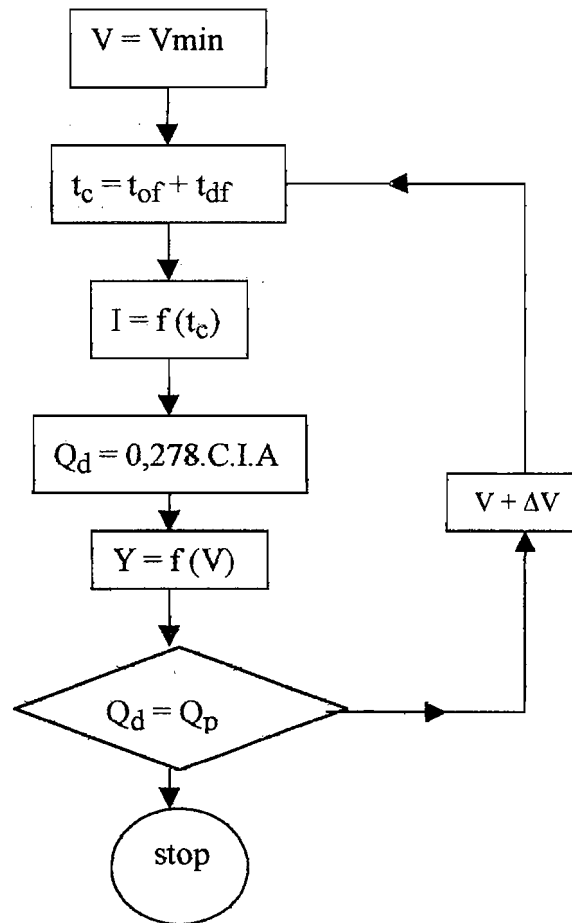 V = Vmin
t_c = t_of + t_df
I = f (t_c)
Q_d = 0,278.C.I.A
V + ΔV
Y = f (V)
Q_d = Q_p
stop